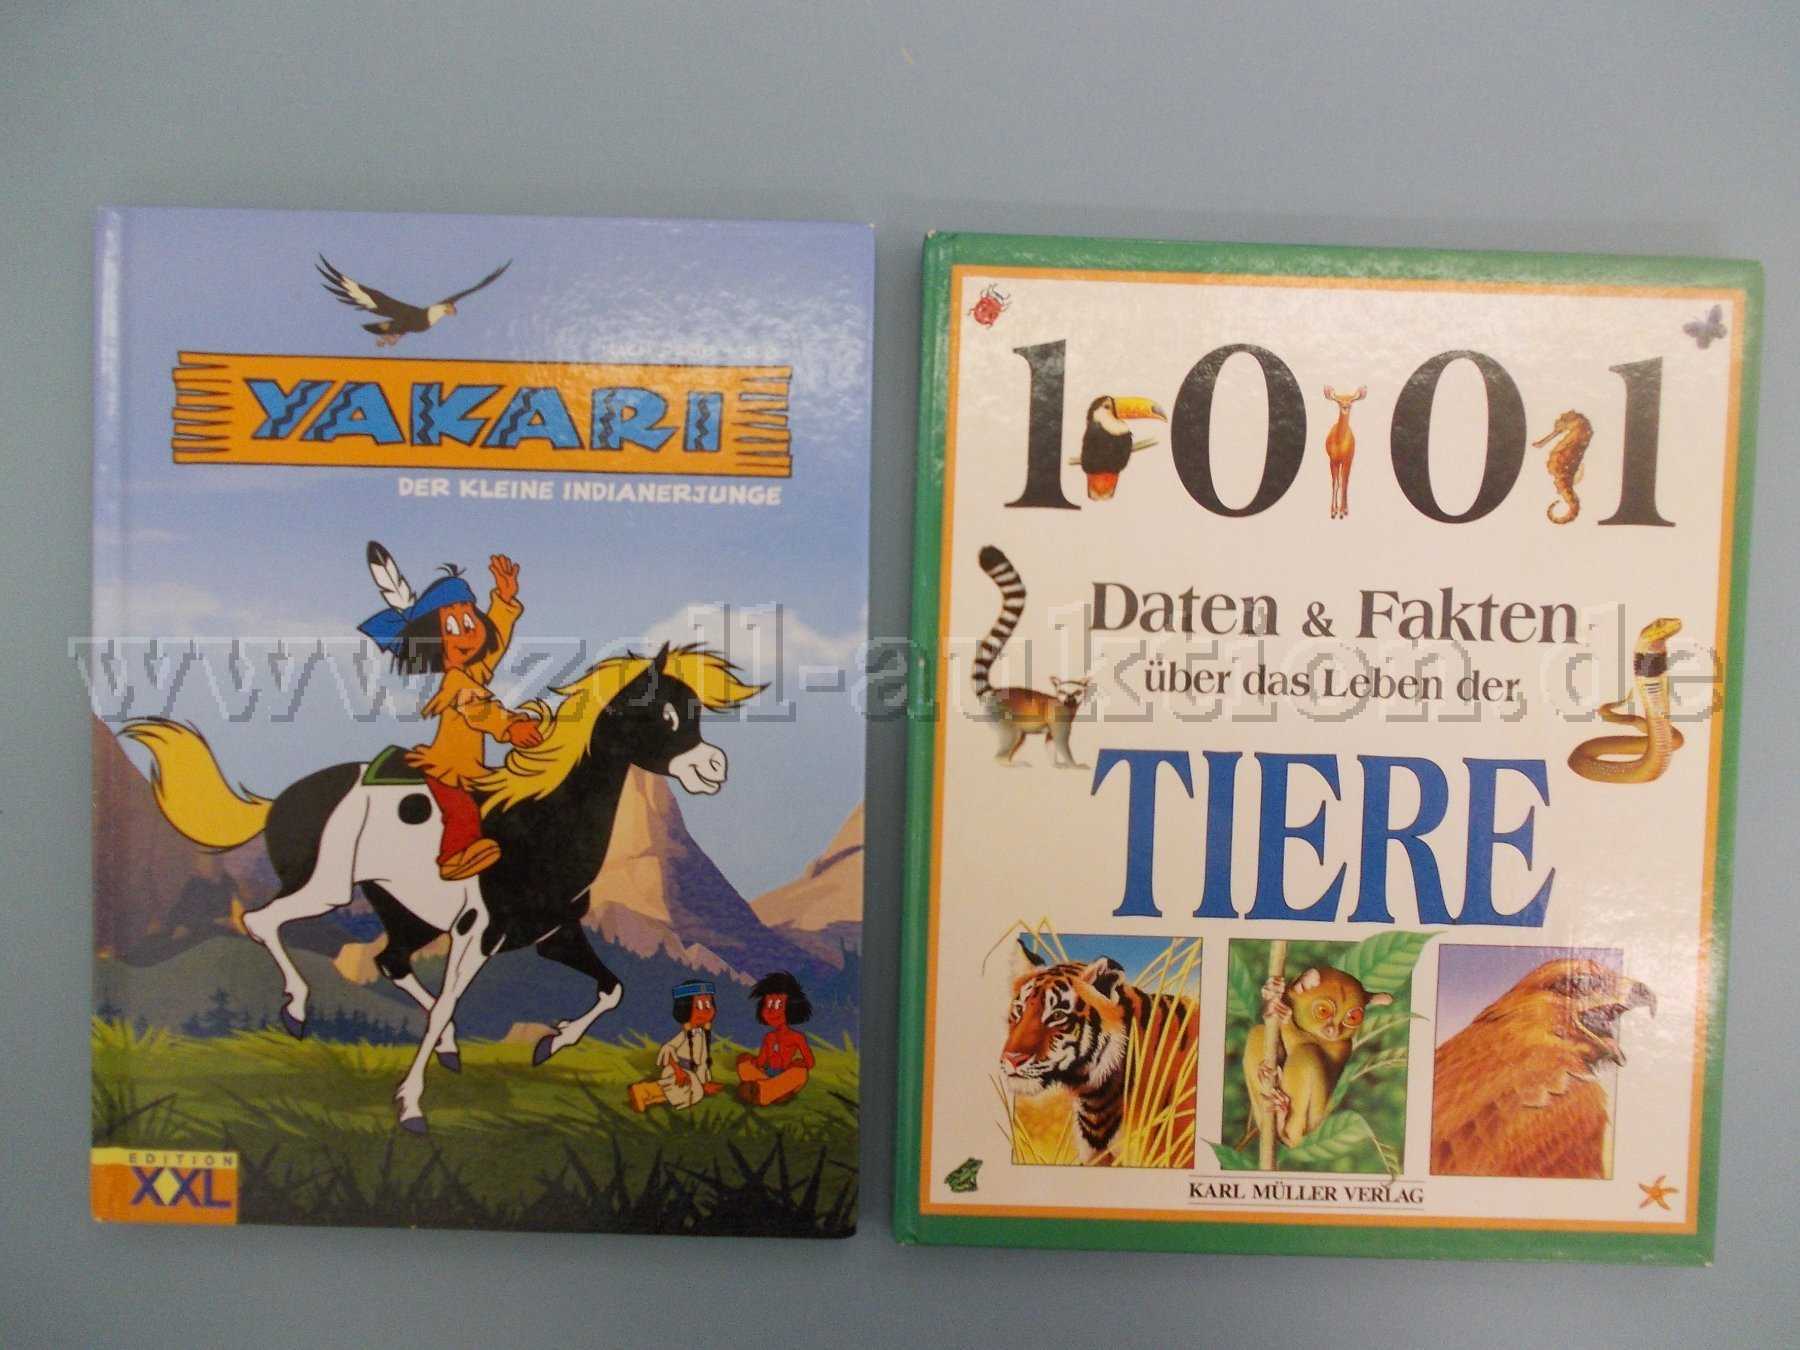 YAKARI
DER KLEINE INDIANERJUNGE
EDITION
XXL
1001
Daten & Fakten
über das Leben der
TIERE
KARL MÜLLER VERLAG
www.zoll-auktion.de